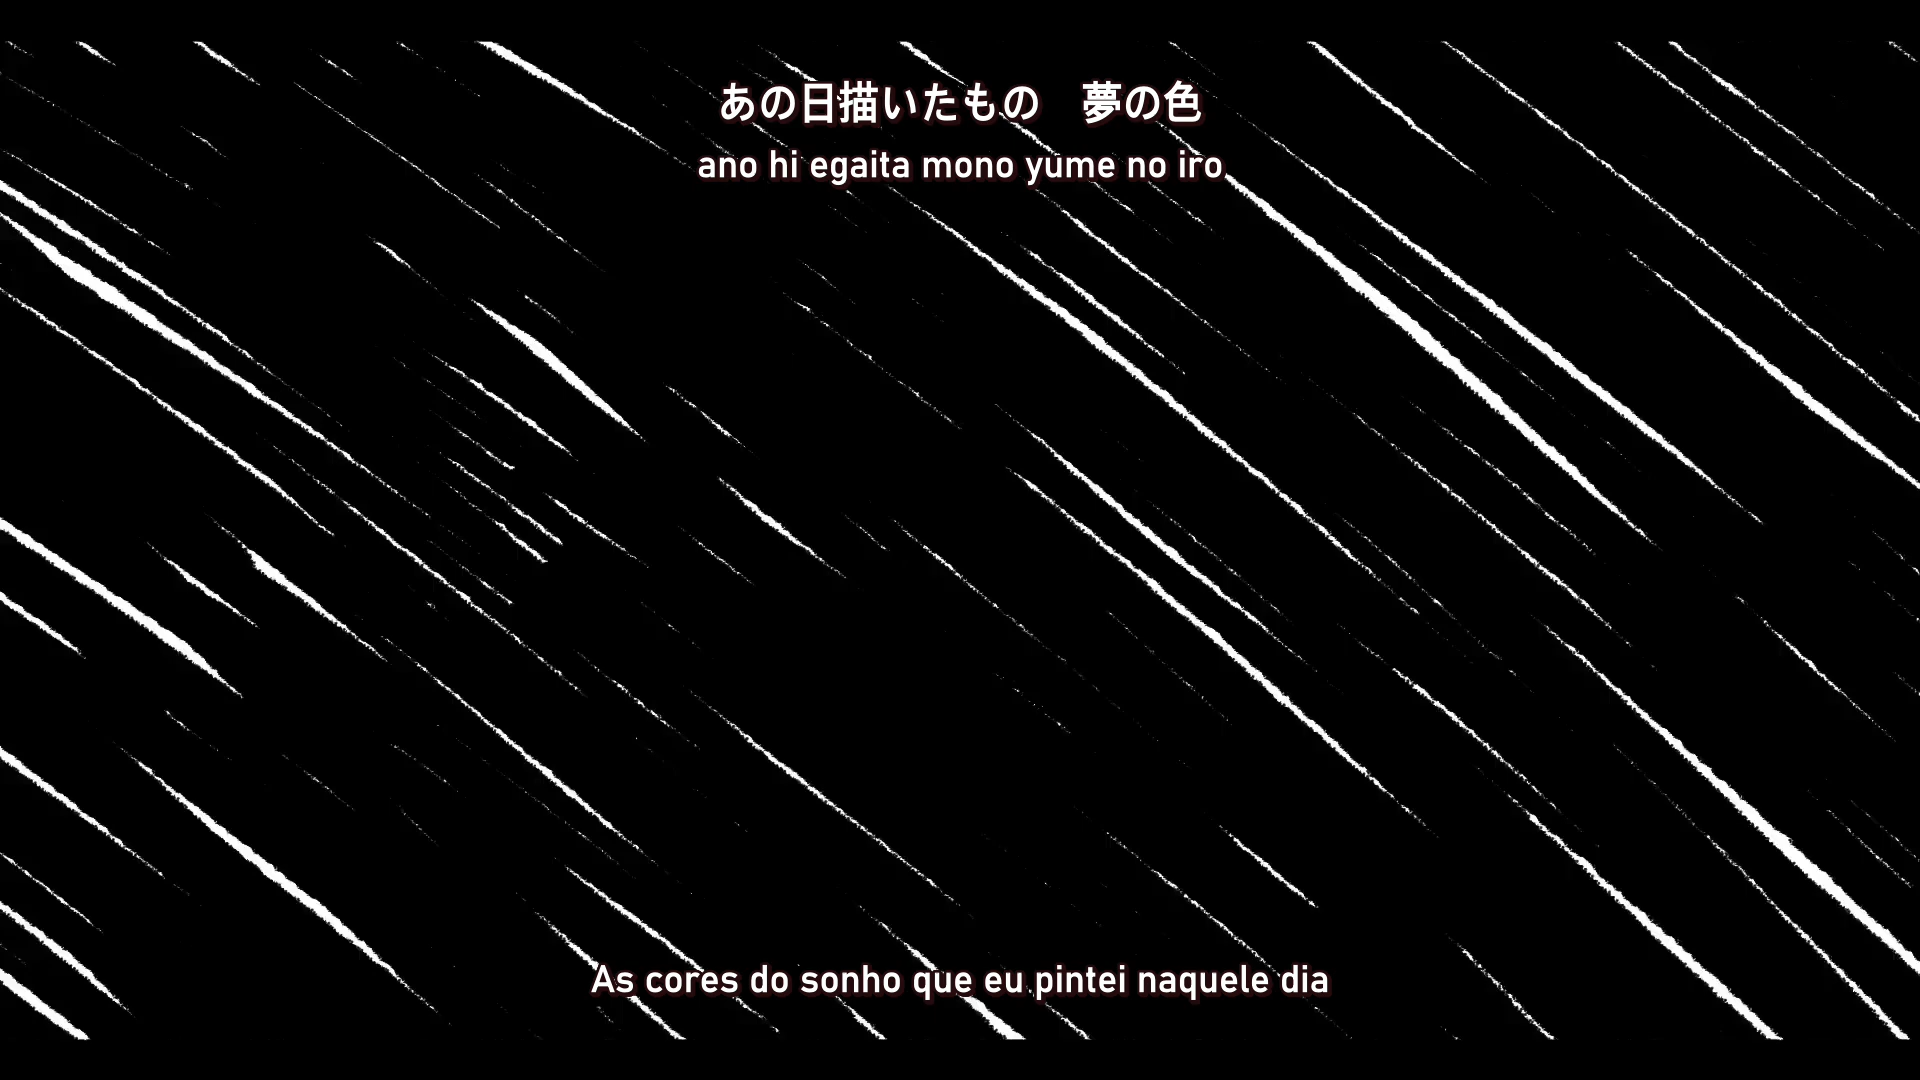 あの日描いたもの　夢の色
ano hi egaita mono yume no iro
As cores do sonho que eu pintei naquele dia